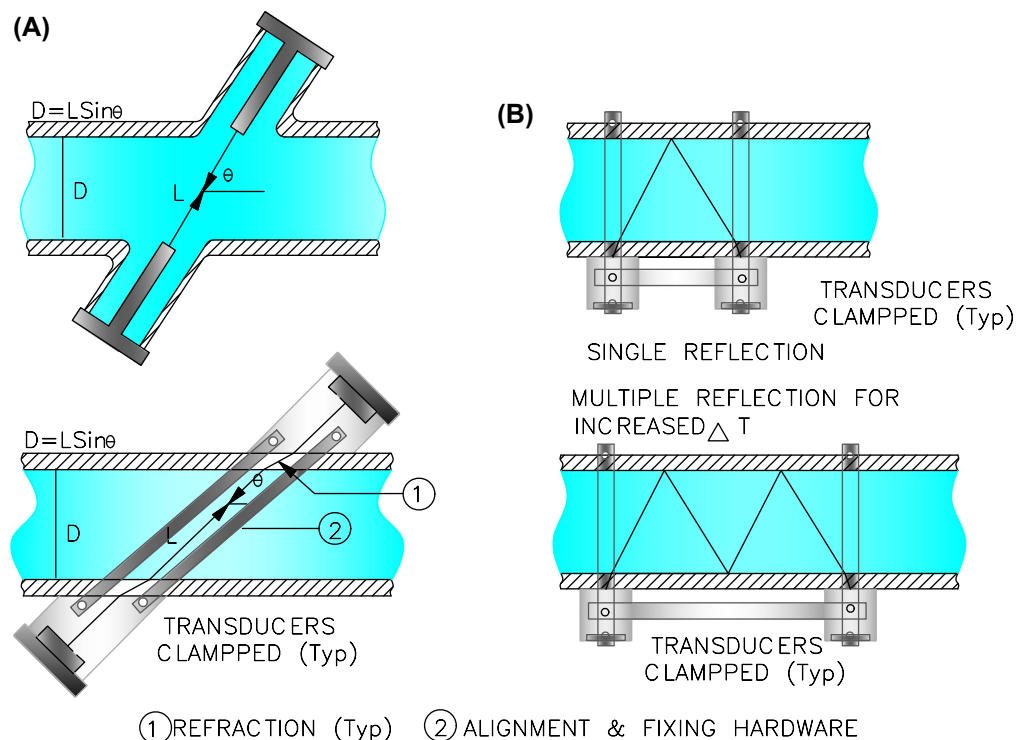 (A)
D=LSinθ
D
L
θ
D=LSinθ
D
L
θ
1
2
TRANSDUCERS
CLAMPPED (Typ)
(B)
TRANSDUCERS
CLAMPPED (Typ)
SINGLE REFLECTION
MULTIPLE REFLECTION FOR
INCREASED△ T
TRANSDUCERS
CLAMPPED (Typ)
1 REFRACTION (Typ) 2 ALIGNMENT & FIXING HARDWARE